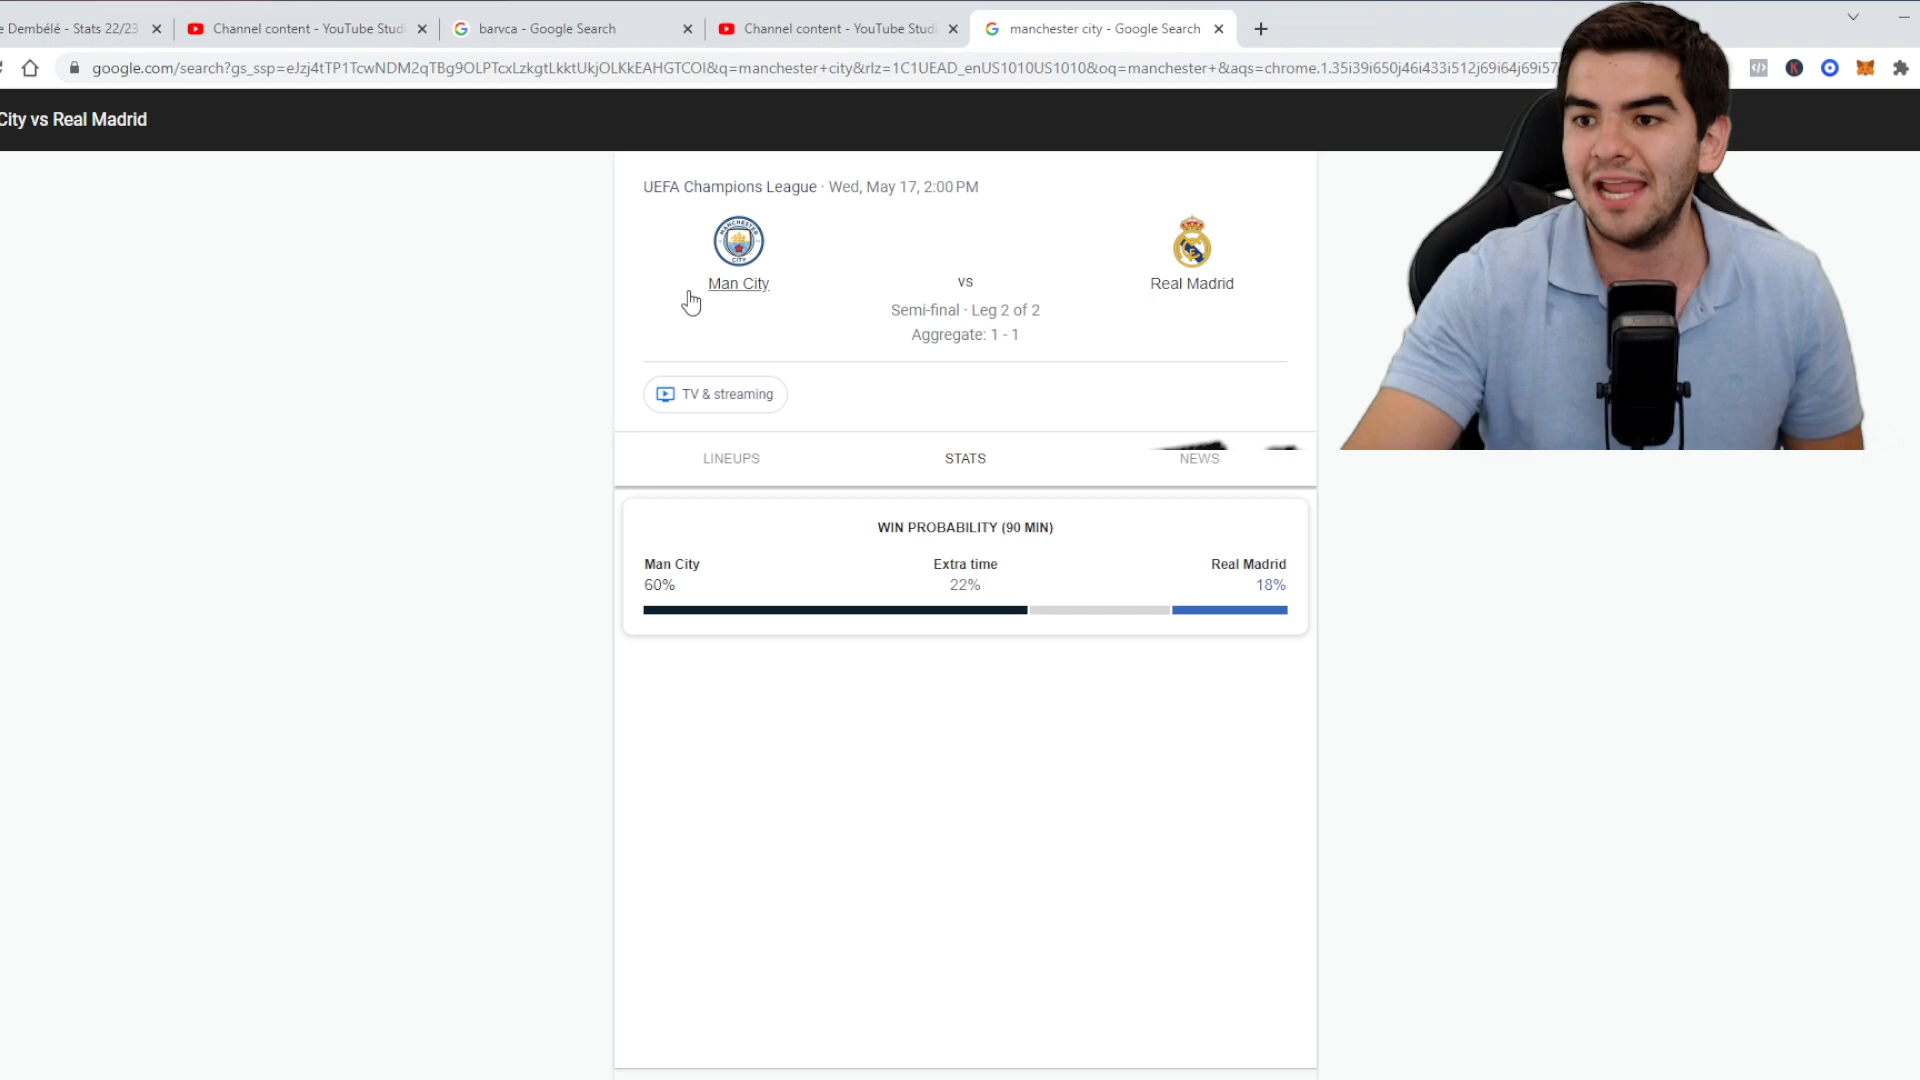 e Dembélé - Stats 22/23
Channel content - YouTube Studi
barvca - Google Search
Channel content - YouTube Studi
manchester city - Google Search
google.com/search?gs_ssp=eJzj4tTP1TcwNDM2qTBg9OLPTcxLzkgtLkktUkjOLKkEAHGTCOI&q=manchester+city&rlz=1C1UEAD_enUS1010US1010&oq=manchester+&aqs=chrome.1.35i39i650j46i433i512j69i64j69i57
City vs Real Madrid
UEFA Champions League · Wed, May 17, 2:00 PM
MANCHESTER
CITY
Man City
vs
Real Madrid
Semi-final · Leg 2 of 2
Aggregate: 1 - 1
TV & streaming
LINEUPS
STATS
NEWS
WIN PROBABILITY (90 MIN)
Man City
Extra time
Real Madrid
60%
22%
18%